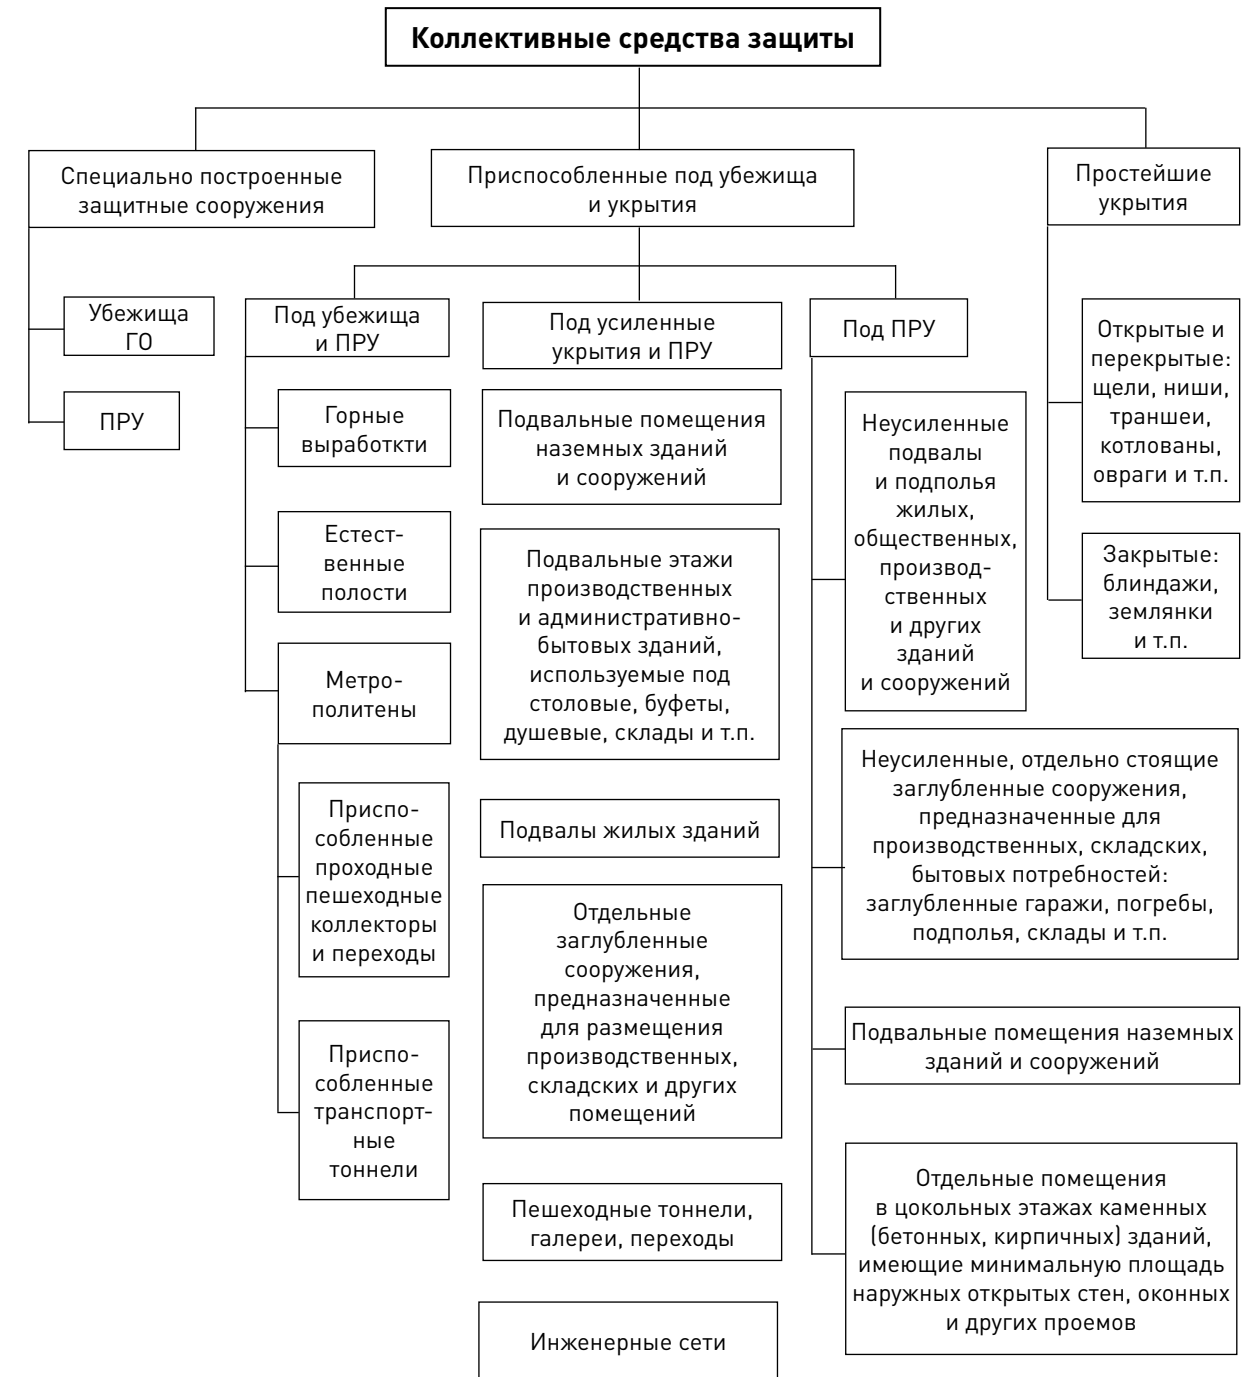 Коллективные средства защиты
Специально построенные
защитные сооружения
Приспособленные под убежища
и укрытия
Простейшие
укрытия
Убежища
ГО
ПРУ
Под убежища
и ПРУ
Горные
выработкти
Естест-
венные
полости
Метро-
политены
Приспо-
собленные
проходные
пешеходные
коллекторы
и переходы
Приспо-
собленные
транспорт-
ные
тоннели
Под усиленные
укрытия и ПРУ
Подвальные помещения
наземных зданий
и сооружений
Подвальные этажи
производственных
и административно-
бытовых зданий,
используемые под
столовые, буфеты,
душевые, склады и т.п.
Подвалы жилых зданий
Отдельные
заглубленные
сооружения,
предназначенные
для размещения
производственных,
складских и других
помещений
Пешеходные тоннели,
галереи, переходы
Инженерные сети
Под ПРУ
Неусиленные
подвалы
и подполья
жилых,
общественных,
производ-
ственных
и других
зданий
и сооружений
Неусиленные, отдельно стоящие
заглубленные сооружения,
предназначенные для
производственных, складских,
бытовых потребностей:
заглубленные гаражи, погребы,
подполья, склады и т.п.
Подвальные помещения наземных
зданий и сооружений
Отдельные помещения
в цокольных этажах каменных
(бетонных, кирпичных) зданий,
имеющие минимальную площадь
наружных открытых стен, оконных
и других проемов
Открытые и
перекрытые:
щели, ниши,
траншеи,
котлованы,
овраги и т.п.
Закрытые:
блиндажи,
землянки
и т.п.